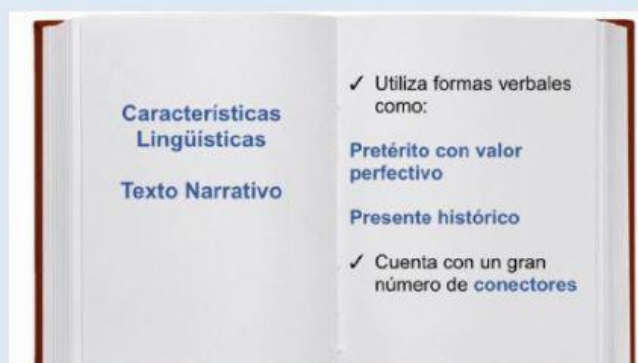 Características
Lingüísticas
Texto Narrativo
✓ Utiliza formas verbales
como:
Pretérito con valor
perfectivo
Presente histórico
✓ Cuenta con un gran
número de conectores